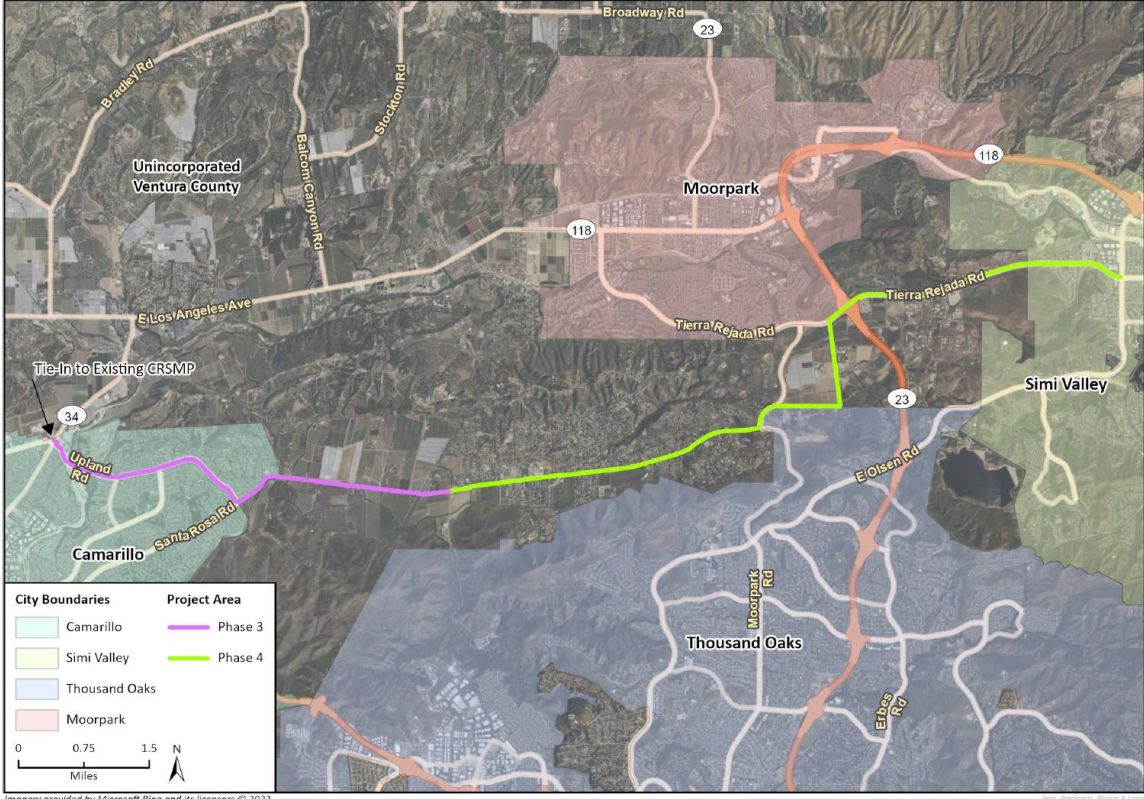 Broadway Rd
23
Bradley Rd
Stockton Rd
Balcom Canyon Rd
Unincorporated
Ventura County
118
Moorpark
118
E Los Angeles Ave
Tierra Rejada Rd
Tierra Rejada Rd
Tie-In to Existing CRSMP
34
Simi Valley
23
Upland
Rd
E Olsen Rd
Santa Rosa Rd
Camarillo
Moorpark
Rd
Thousand Oaks
Erbes
Rd
City Boundaries
Camarillo
Simi Valley
Thousand Oaks
Moorpark
Project Area
Phase 3
Phase 4
0 0.75 1.5
Miles
N
Imagery provided by Microsoft Bing and its licensors © 2023.